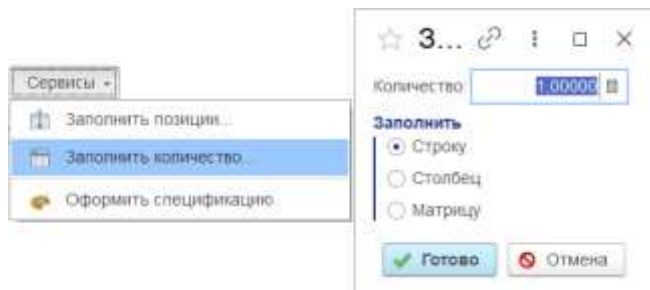 Сервисы
Заполнить позиции...
Заполнить количество...
Оформить спецификацию
З...
Количество: 1,00000
Заполнить
Строку
Столбец
Матрицу
Готово
Отмена